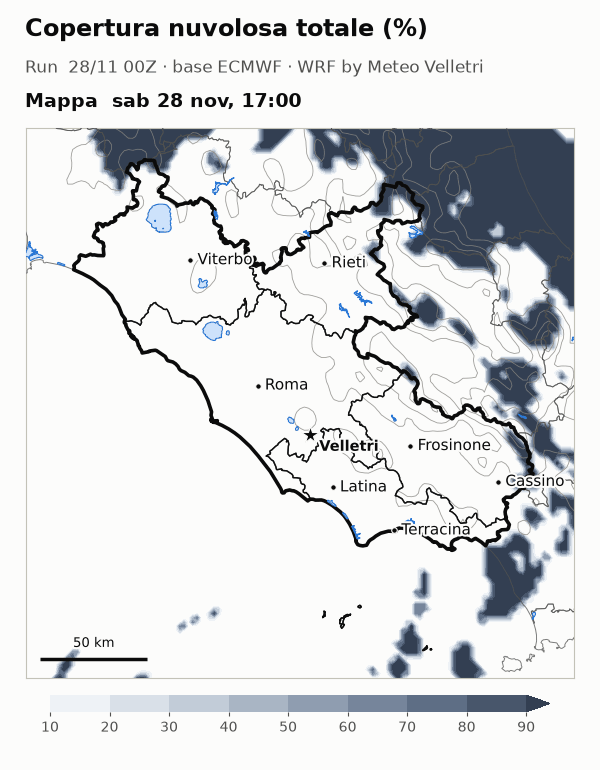 Copertura nuvolosa totale (%)
Run  28/11 00Z · base ECMWF · WRF by Meteo Velletri
Mappa  sab 28 nov, 17:00
Viterbo
Rieti
Roma
Velletri
Frosinone
Latina
Cassino
Terracina
50 km
10 20 30 40 50 60 70 80 90